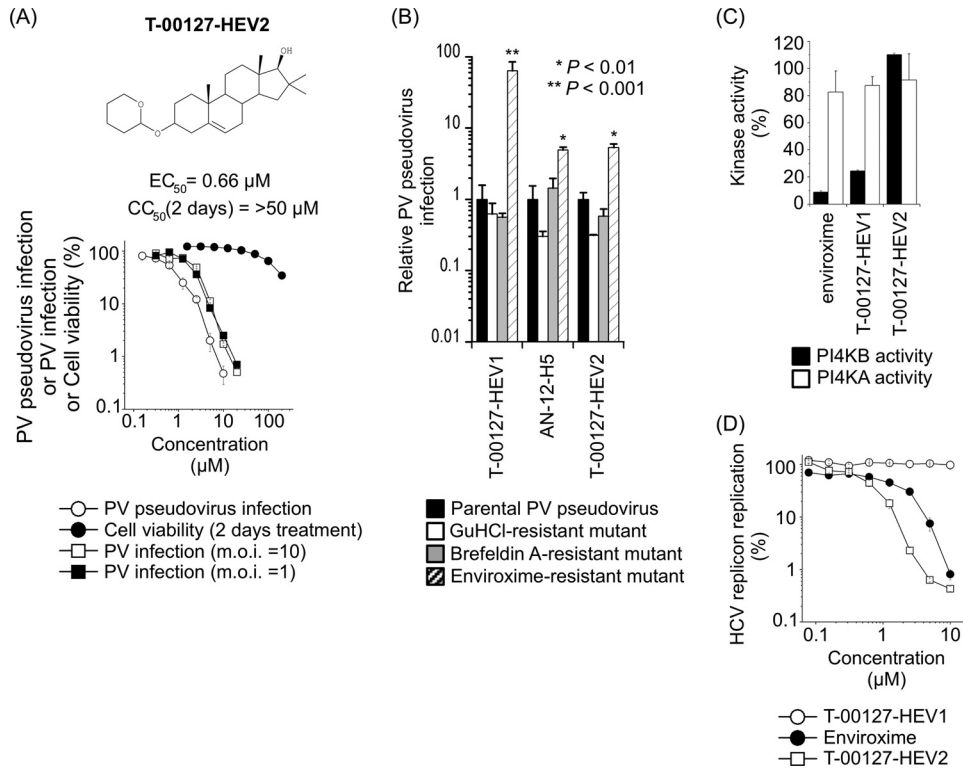 (A)
T-00127-HEV2
OH
O
O
EC50= 0.66 µM
CC50(2 days) = >50 µM
PV pseudovirus infection
or PV infection
or Cell viability (%)
100
10
1
0.1
0.1 1 10 100
Concentration
(µM)
PV pseudovirus infection
Cell viability (2 days treatment)
PV infection (m.o.i. =10)
PV infection (m.o.i. =1)
(B)
Relative PV pseudovirus
infection
100
10
1
0.1
0.01
**
*
*
* P < 0.01
** P < 0.001
T-00127-HEV1
AN-12-H5
T-00127-HEV2
Parental PV pseudovirus
GuHCl-resistant mutant
Brefeldin A-resistant mutant
Enviroxime-resistant mutant
(C)
Kinase activity
(%)
120
100
80
60
40
20
0
enviroxime
T-00127-HEV1
T-00127-HEV2
PI4KB activity
PI4KA activity
(D)
HCV replicon replication
(%)
100
10
1
0.1
0.1 1 10
Concentration
(µM)
T-00127-HEV1
Enviroxime
T-00127-HEV2